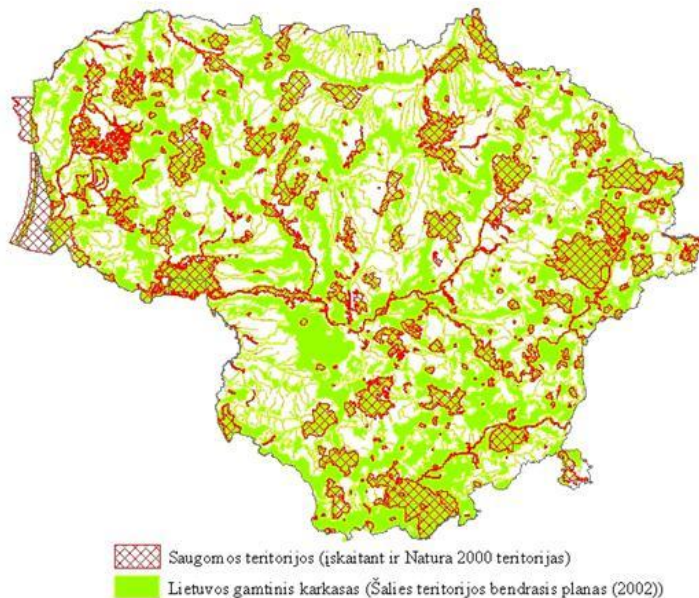 Saugomos teritorijos (įskaitant ir Natura 2000 teritorijas)
Lietuvos gamtinis karkasas (Šalies teritorijos bendrasis planas (2002))